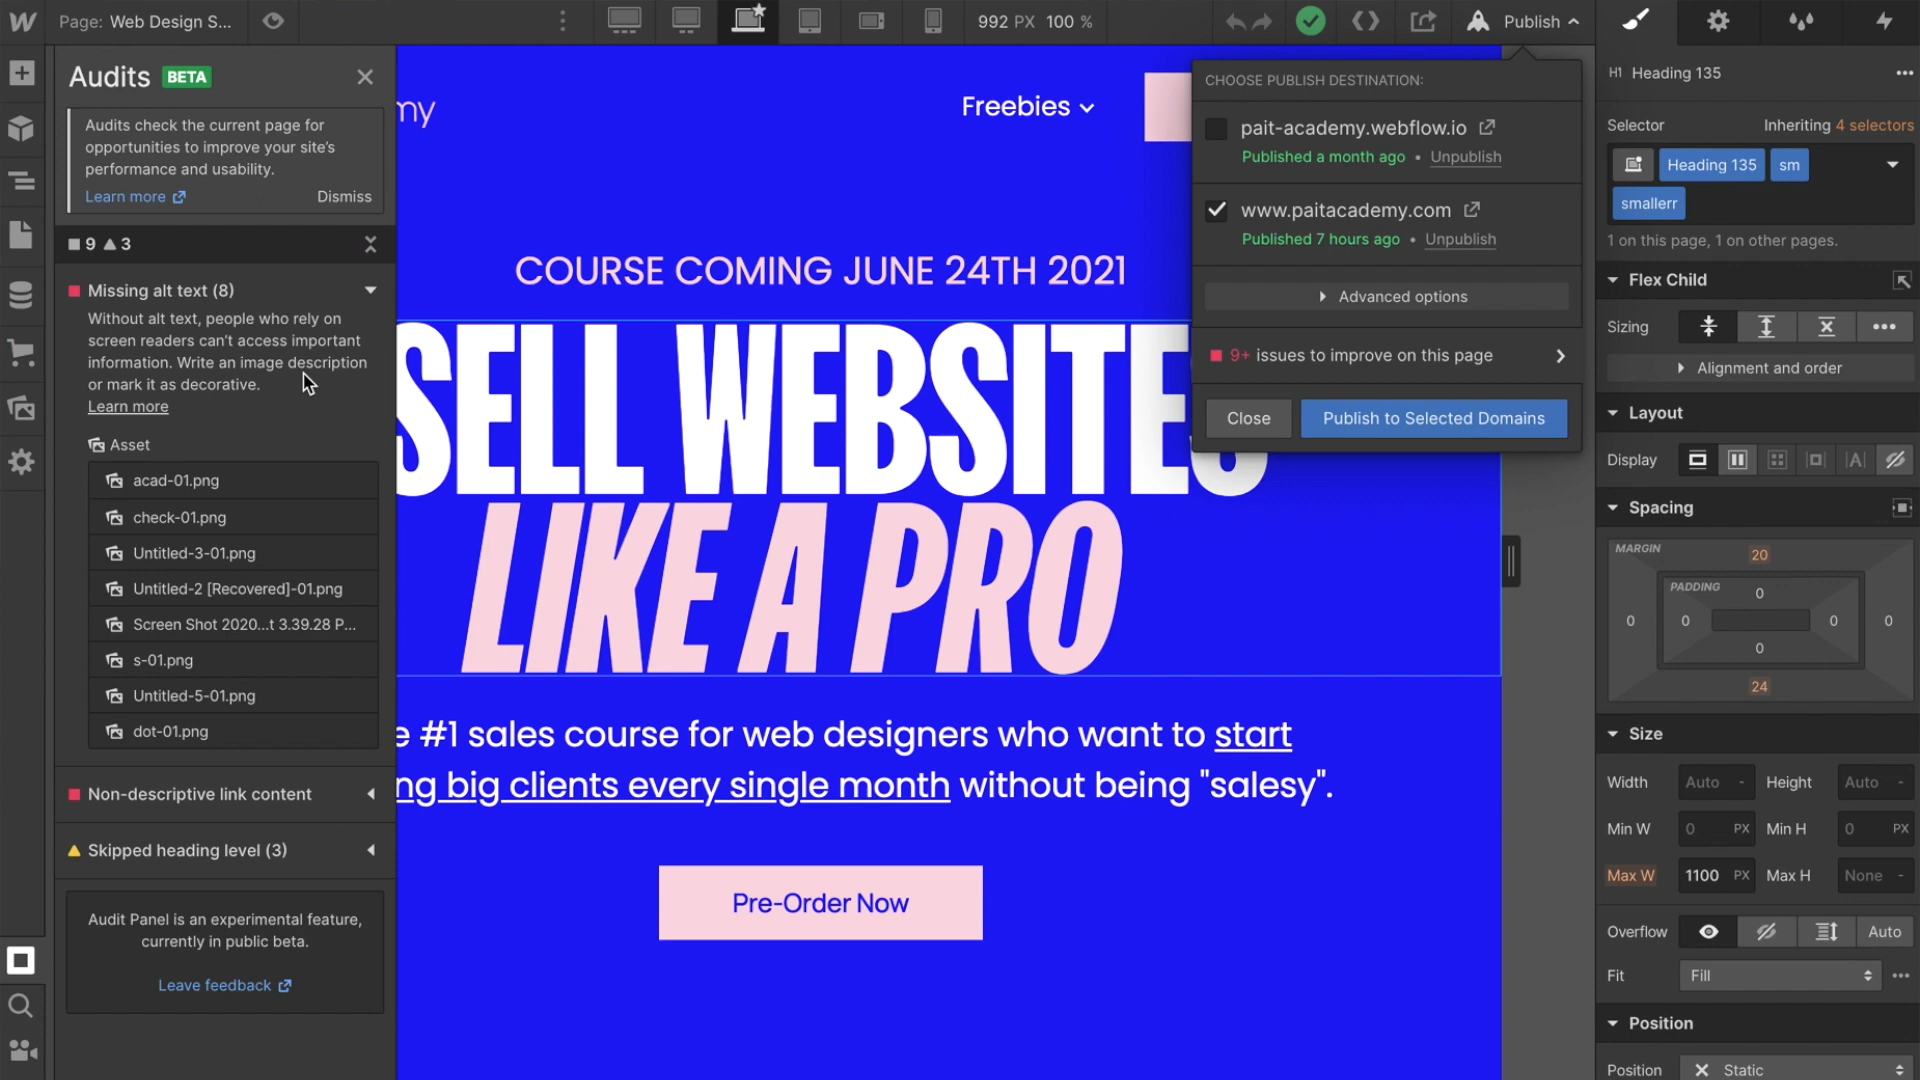 Page: Web Design S...
992 PX 100 %
Publish
Audits BETA
Audits check the current page for
opportunities to improve your site's
performance and usability.
Learn more
Dismiss
9 3
Missing alt text (8)
Without alt text, people who rely on
screen readers can't access important
information. Write an image description
or mark it as decorative.
Learn more
Asset
acad-01.png
check-01.png
Untitled-3-01.png
Untitled-2 [Recovered]-01.png
Screen Shot 2020...t 3.39.28 P...
s-01.png
Untitled-5-01.png
dot-01.png
Non-descriptive link content
Skipped heading level (3)
Audit Panel is an experimental feature,
currently in public beta.
Leave feedback
my
Freebies
COURSE COMING JUNE 24TH 2021
SELL WEBSITES
LIKE A PRO
e #1 sales course for web designers who want to start
ng big clients every single month without being "salesy".
Pre-Order Now
CHOOSE PUBLISH DESTINATION:
pait-academy.webflow.io
Published a month ago • Unpublish
www.paitacademy.com
Published 7 hours ago • Unpublish
Advanced options
9+ issues to improve on this page
Close
Publish to Selected Domains
H1 Heading 135
Selector
Inheriting 4 selectors
Heading 135
sm
smallerr
1 on this page, 1 on other pages.
Flex Child
Sizing
Alignment and order
Layout
Display
Spacing
MARGIN
20
PADDING
0
0 0 0 0
0
24
Size
Width Auto - Height Auto -
Min W 0 PX Min H 0 PX
Max W 1100 PX Max H None -
Overflow Auto
Fit Fill
Position
Position Static